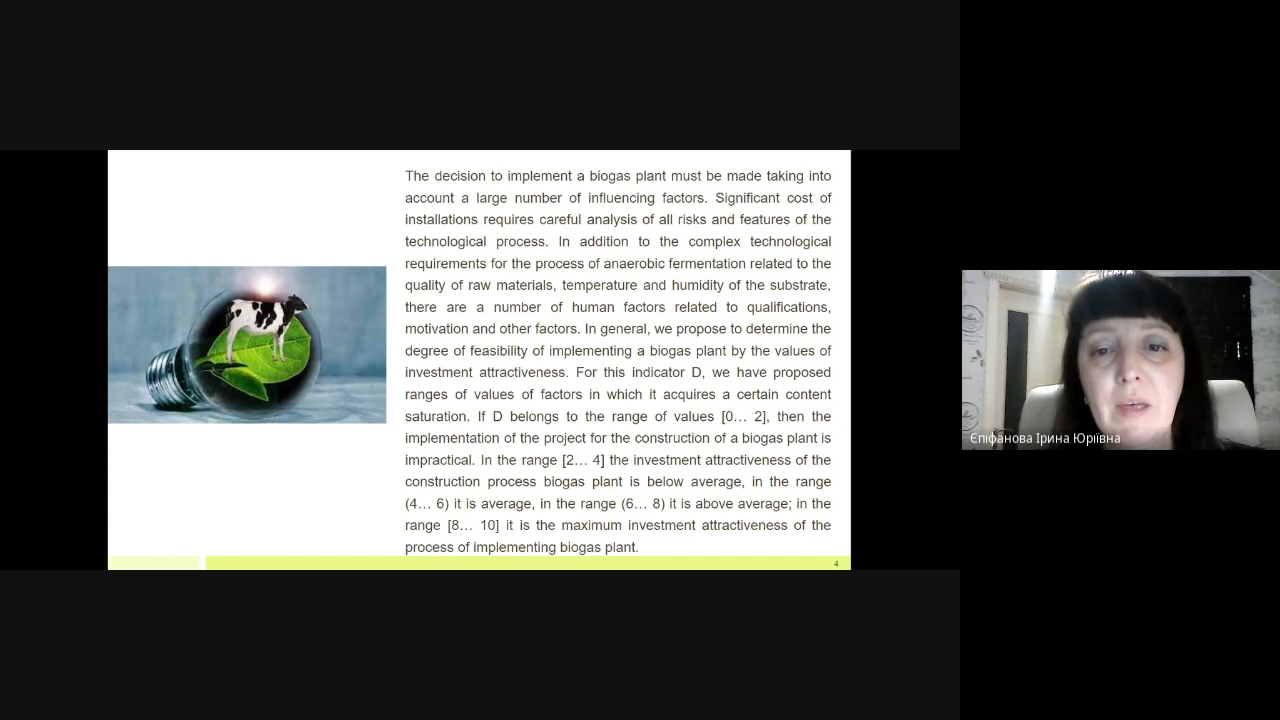 The decision to implement a biogas plant must be made taking into
account a large number of influencing factors. Significant cost of
installations requires careful analysis of all risks and features of the
technological process. In addition to the complex technological
requirements for the process of anaerobic fermentation related to the
quality of raw materials, temperature and humidity of the substrate,
there are a number of human factors related to qualifications,
motivation and other factors. In general, we propose to determine the
degree of feasibility of implementing a biogas plant by the values of
investment attractiveness. For this indicator D, we have proposed
ranges of values of factors in which it acquires a certain content
saturation. If D belongs to the range of values [0… 2], then the
implementation of the project for the construction of a biogas plant is
impractical. In the range [2… 4] the investment attractiveness of the
construction process biogas plant is below average, in the range
(4… 6) it is average, in the range (6… 8) it is above average; in the
range [8… 10] it is the maximum investment attractiveness of the
process of implementing biogas plant.
4
Єпіфанова Ірина Юріївна